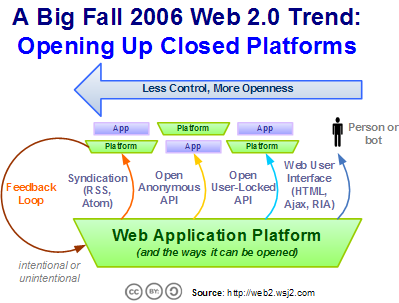 A Big Fall 2006 Web 2.0 Trend:
Opening Up Closed Platforms
Less Control, More Openness
App
Platform
App
Platform
App
Platform
Person or
bot
Feedback
Loop
Syndication
(RSS,
Atom)
Open
Anonymous
API
Open
User-Locked
API
Web User
Interface
(HTML,
Ajax, RIA)
Web Application Platform
(and the ways it can be opened)
intentional or
unintentional
cc BY:
Source: http://web2.wsj2.com